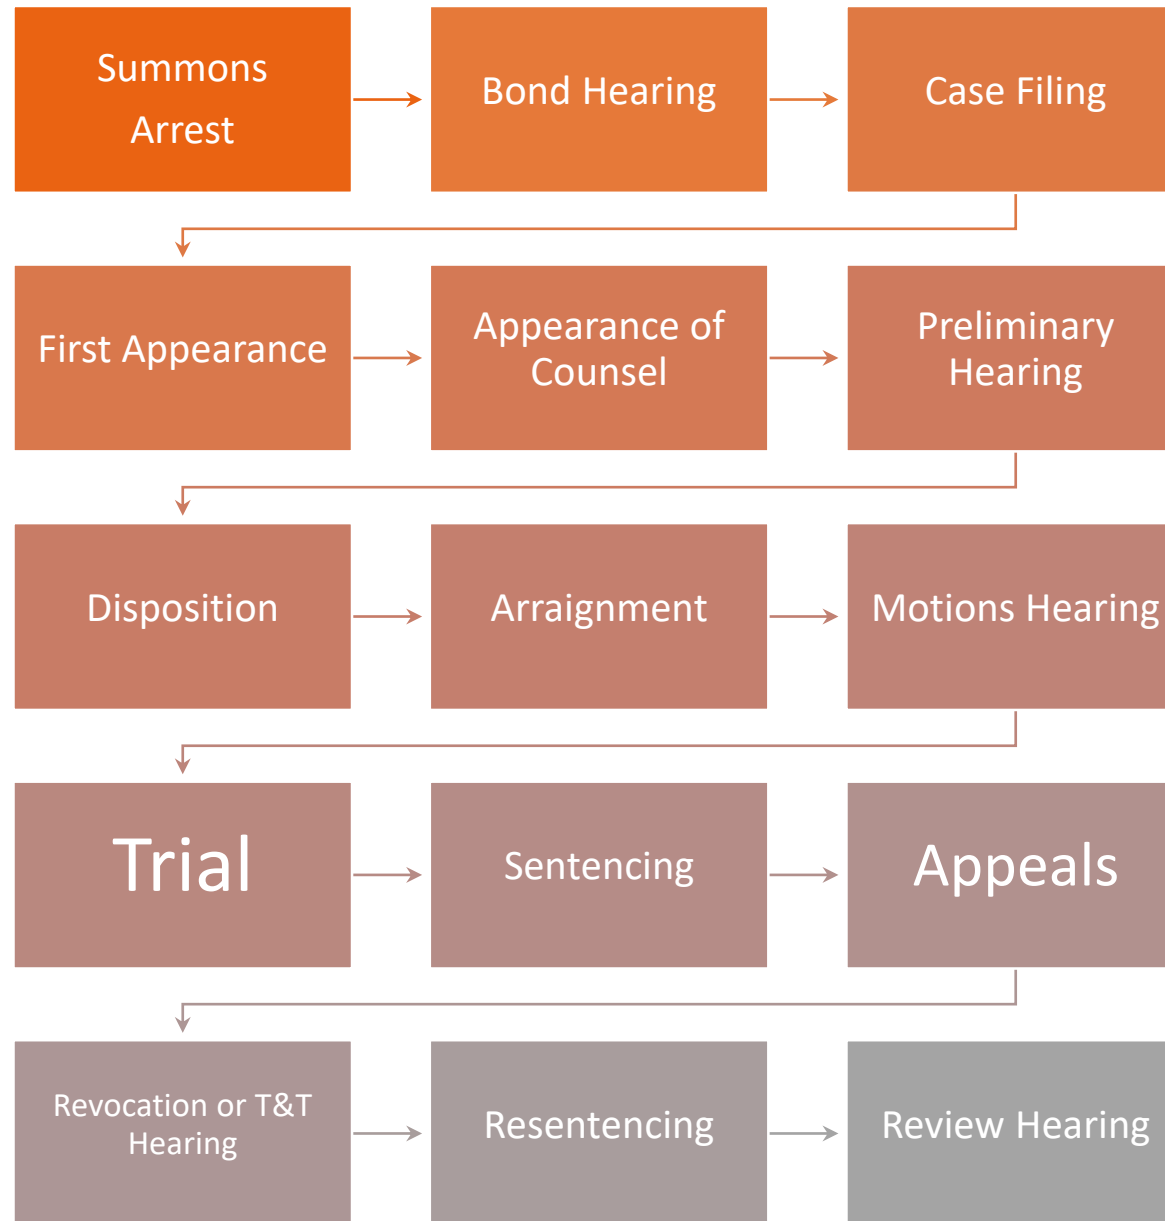 Summons
Arrest
Bond Hearing
Case Filing
First Appearance
Appearance of
Counsel
Preliminary
Hearing
Disposition
Arraignment
Motions Hearing
Trial
Sentencing
Appeals
Revocation or T&T
Hearing
Resentencing
Review Hearing